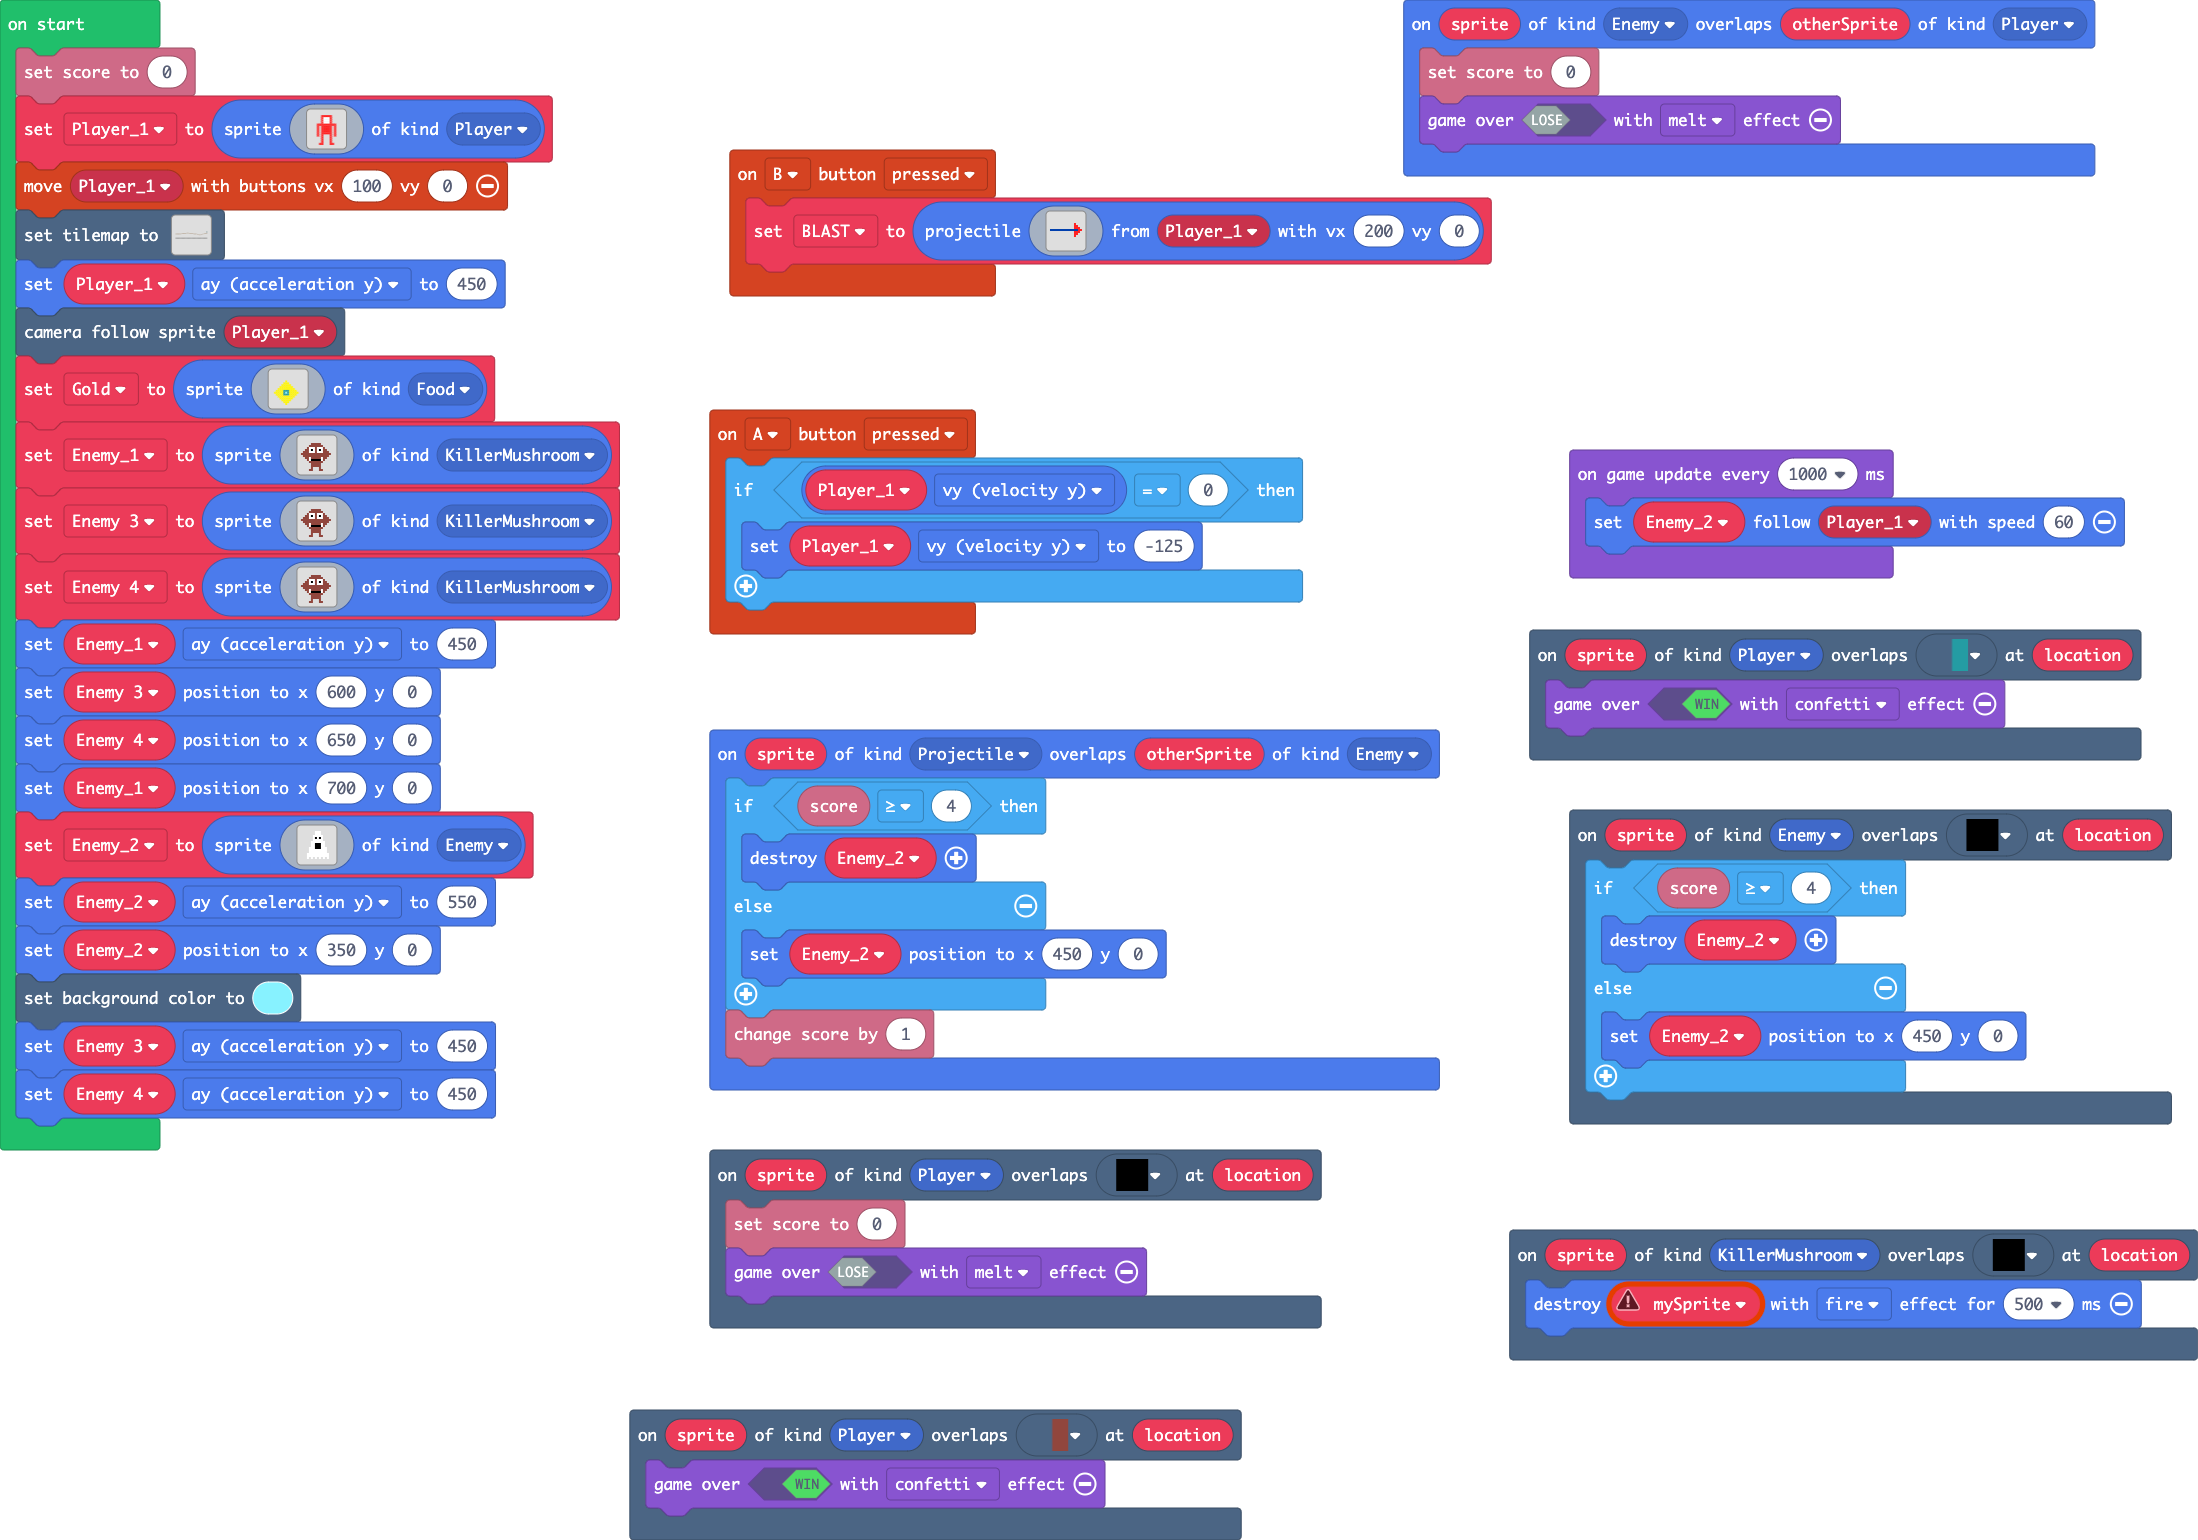 on start
set score to 0
set Player_1 to sprite of kind Player
move Player_1 with buttons vx 100 vy 0
set tilemap to
set Player_1 ay (acceleration y) to 450
camera follow sprite Player_1
set Gold to sprite of kind Food
set Enemy_1 to sprite of kind KillerMushroom
set Enemy 3 to sprite of kind KillerMushroom
set Enemy 4 to sprite of kind KillerMushroom
set Enemy_1 ay (acceleration y) to 450
set Enemy 3 position to x 600 y 0
set Enemy 4 position to x 650 y 0
set Enemy_1 position to x 700 y 0
set Enemy_2 to sprite of kind Enemy
set Enemy_2 ay (acceleration y) to 550
set Enemy_2 position to x 350 y 0
set background color to
set Enemy 3 ay (acceleration y) to 450
set Enemy 4 ay (acceleration y) to 450
on B button pressed
set BLAST to projectile from Player_1 with vx 200 vy 0
on A button pressed
if Player_1 vy (velocity y) = 0 then
set Player_1 vy (velocity y) to -125
on sprite of kind Projectile overlaps otherSprite of kind Enemy
if score ≥ 4 then
destroy Enemy_2
else
set Enemy_2 position to x 450 y 0
change score by 1
on sprite of kind Player overlaps at location
set score to 0
game over LOSE with melt effect
on sprite of kind Player overlaps at location
game over WIN with confetti effect
on sprite of kind Enemy overlaps otherSprite of kind Player
set score to 0
game over LOSE with melt effect
on game update every 1000 ms
set Enemy_2 follow Player_1 with speed 60
on sprite of kind Player overlaps at location
game over WIN with confetti effect
on sprite of kind Enemy overlaps at location
if score ≥ 4 then
destroy Enemy_2
else
set Enemy_2 position to x 450 y 0
on sprite of kind KillerMushroom overlaps at location
destroy mySprite with fire effect for 500 ms